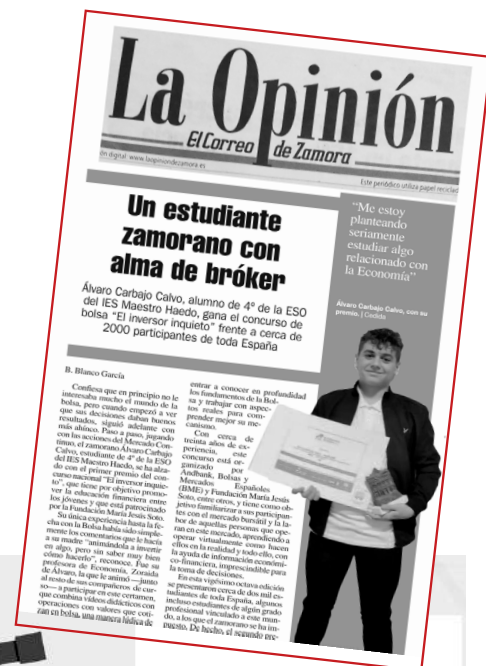 La Opinión
El Correo de Zamora
Ón digital: www.laopiniondezamora.es
Este periódico utiliza papel reciclad
Un estudiante
zamorano con
alma de bróker
Álvaro Carbajo Calvo, alumno de 4º de la ESO
del IES Maestro Haedo, gana el concurso de
bolsa "El inversor inquieto" frente a cerca de
2000 participantes de toda España
"Me estoy
planteando
seriamente
estudiar algo
relacionado con
la Economía"
Álvaro Carbajo Calvo, con su
premio. | Cedida
B. Blanco García
Confiesa que en principio no le
interesaba mucho el mundo de la
bolsa, pero cuando empezó a ver
que sus decisiones daban buenos
resultados, siguió adelante con
más ahínco. Paso a paso, jugando
con las acciones del Mercado Con-
tinuo, el zamorano Álvaro Carbajo
Calvo, estudiante de 4º de la ESO
del IES Maestro Haedo, se ha alza-
do con el primer premio del con-
curso nacional "El inversor inquie-
to", que tiene por objetivo promo-
ver la educación financiera entre
los jóvenes y que está patrocinado
por la Fundación María Jesús Soto.
Su única experiencia hasta la fe-
cha con la Bolsa había sido simple-
mente los comentarios que le hacía
a su madre "animándola a invertir
en algo, pero sin saber muy bien
cómo hacerlo", reconoce. Fue su
profesora de Economía, Zoraida
de Álvaro, la que le animó —junto
al resto de sus compañeros de cur-
so— a participar en este certamen,
que combina vídeos didácticos con
operaciones con valores que coti-
zan en bolsa, una manera lúdica de
entrar a conocer en profundidad
los fundamentos de la Bol-
sa y trabajar con aspec-
tos reales para com-
prender mejor su me-
canismo.
Con cerca de
treinta años de ex-
periencia, este
concurso está or-
ganizado por
Andbank, Bolsas y
Mercados Españoles
(BME) y Fundación María Jesús
Soto, entre otros, y tiene como ob-
jetivo familiarizar a sus participan-
tes con el mercado bursátil y la la-
bor de aquellas personas que ope-
ran en este mercado, aprendiendo a
operar virtualmente como hacen
ellos en la realidad y todo ello, con
la ayuda de información económi-
co-financiera, imprescindible para
la toma de decisiones.
En esta vigésimo octava edición
se presentaron cerca de dos mil es-
tudiantes de toda España, algunos
incluso estudiantes de algún grado
profesional vinculado a este mun-
do, a los que el zamorano se ha im-
puesto. De hecho, el segundo pre-